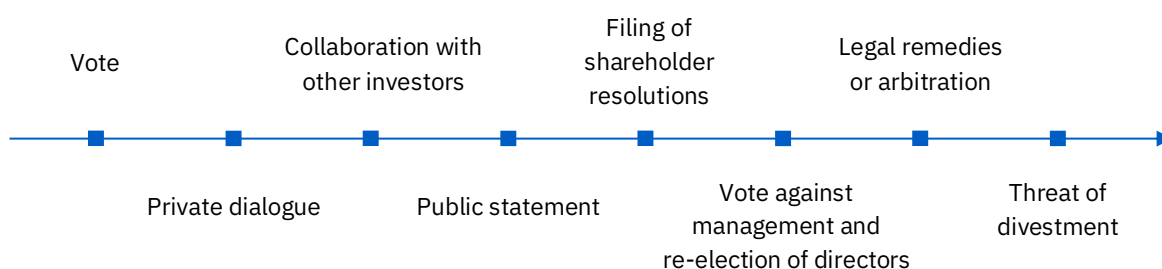 Vote
Private dialogue
Collaboration with
other investors
Public statement
Filing of
shareholder
resolutions
Vote against
management and
re-election of directors
Legal remedies
or arbitration
Threat of
divestment